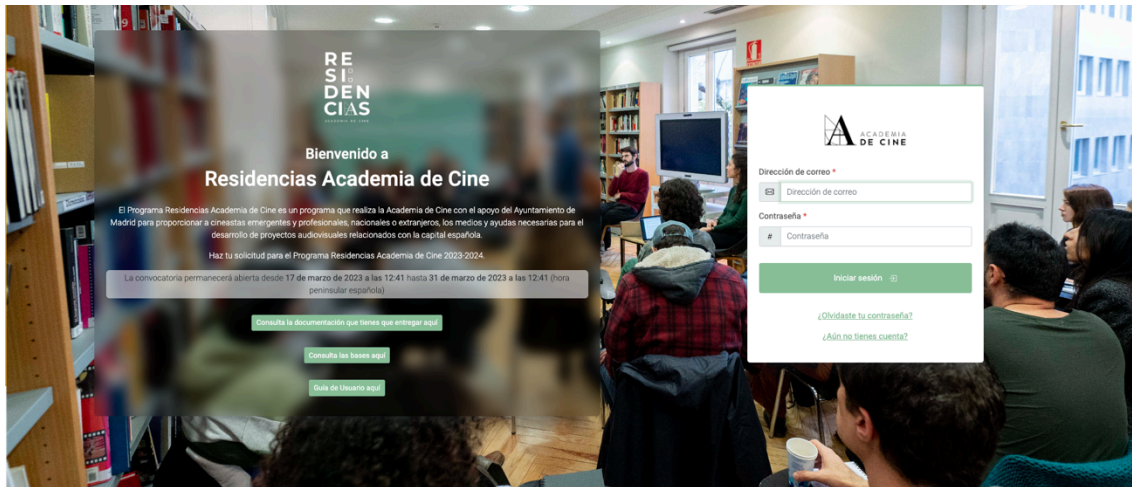 RE
SI
DEN
CIAS
ACADEMIA DE CINE
Bienvenido a
Residencias Academia de Cine
El Programa Residencias Academia de Cine es un programa que realiza la Academia de Cine con el apoyo del Ayuntamiento de
Madrid para proporcionar a cineastas emergentes y profesionales, nacionales o extranjeros, los medios y ayudas necesarias para el
desarrollo de proyectos audiovisuales relacionados con la capital española.
Haz tu solicitud para el Programa Residencias Academia de Cine 2023-2024.
La convocatoria permanecerá abierta desde 17 de marzo de 2023 a las 12:41 hasta 31 de marzo de 2023 a las 12:41 (hora
peninsular española)
Consulta la documentación que tienes que entregar aquí
Consulta las bases aquí
Guía de Usuario aquí
ACADEMIA
DE CINE
Dirección de correo *
Dirección de correo
Contraseña *
# Contraseña
Iniciar sesión
¿Olvidaste tu contraseña?
¿Aún no tienes cuenta?